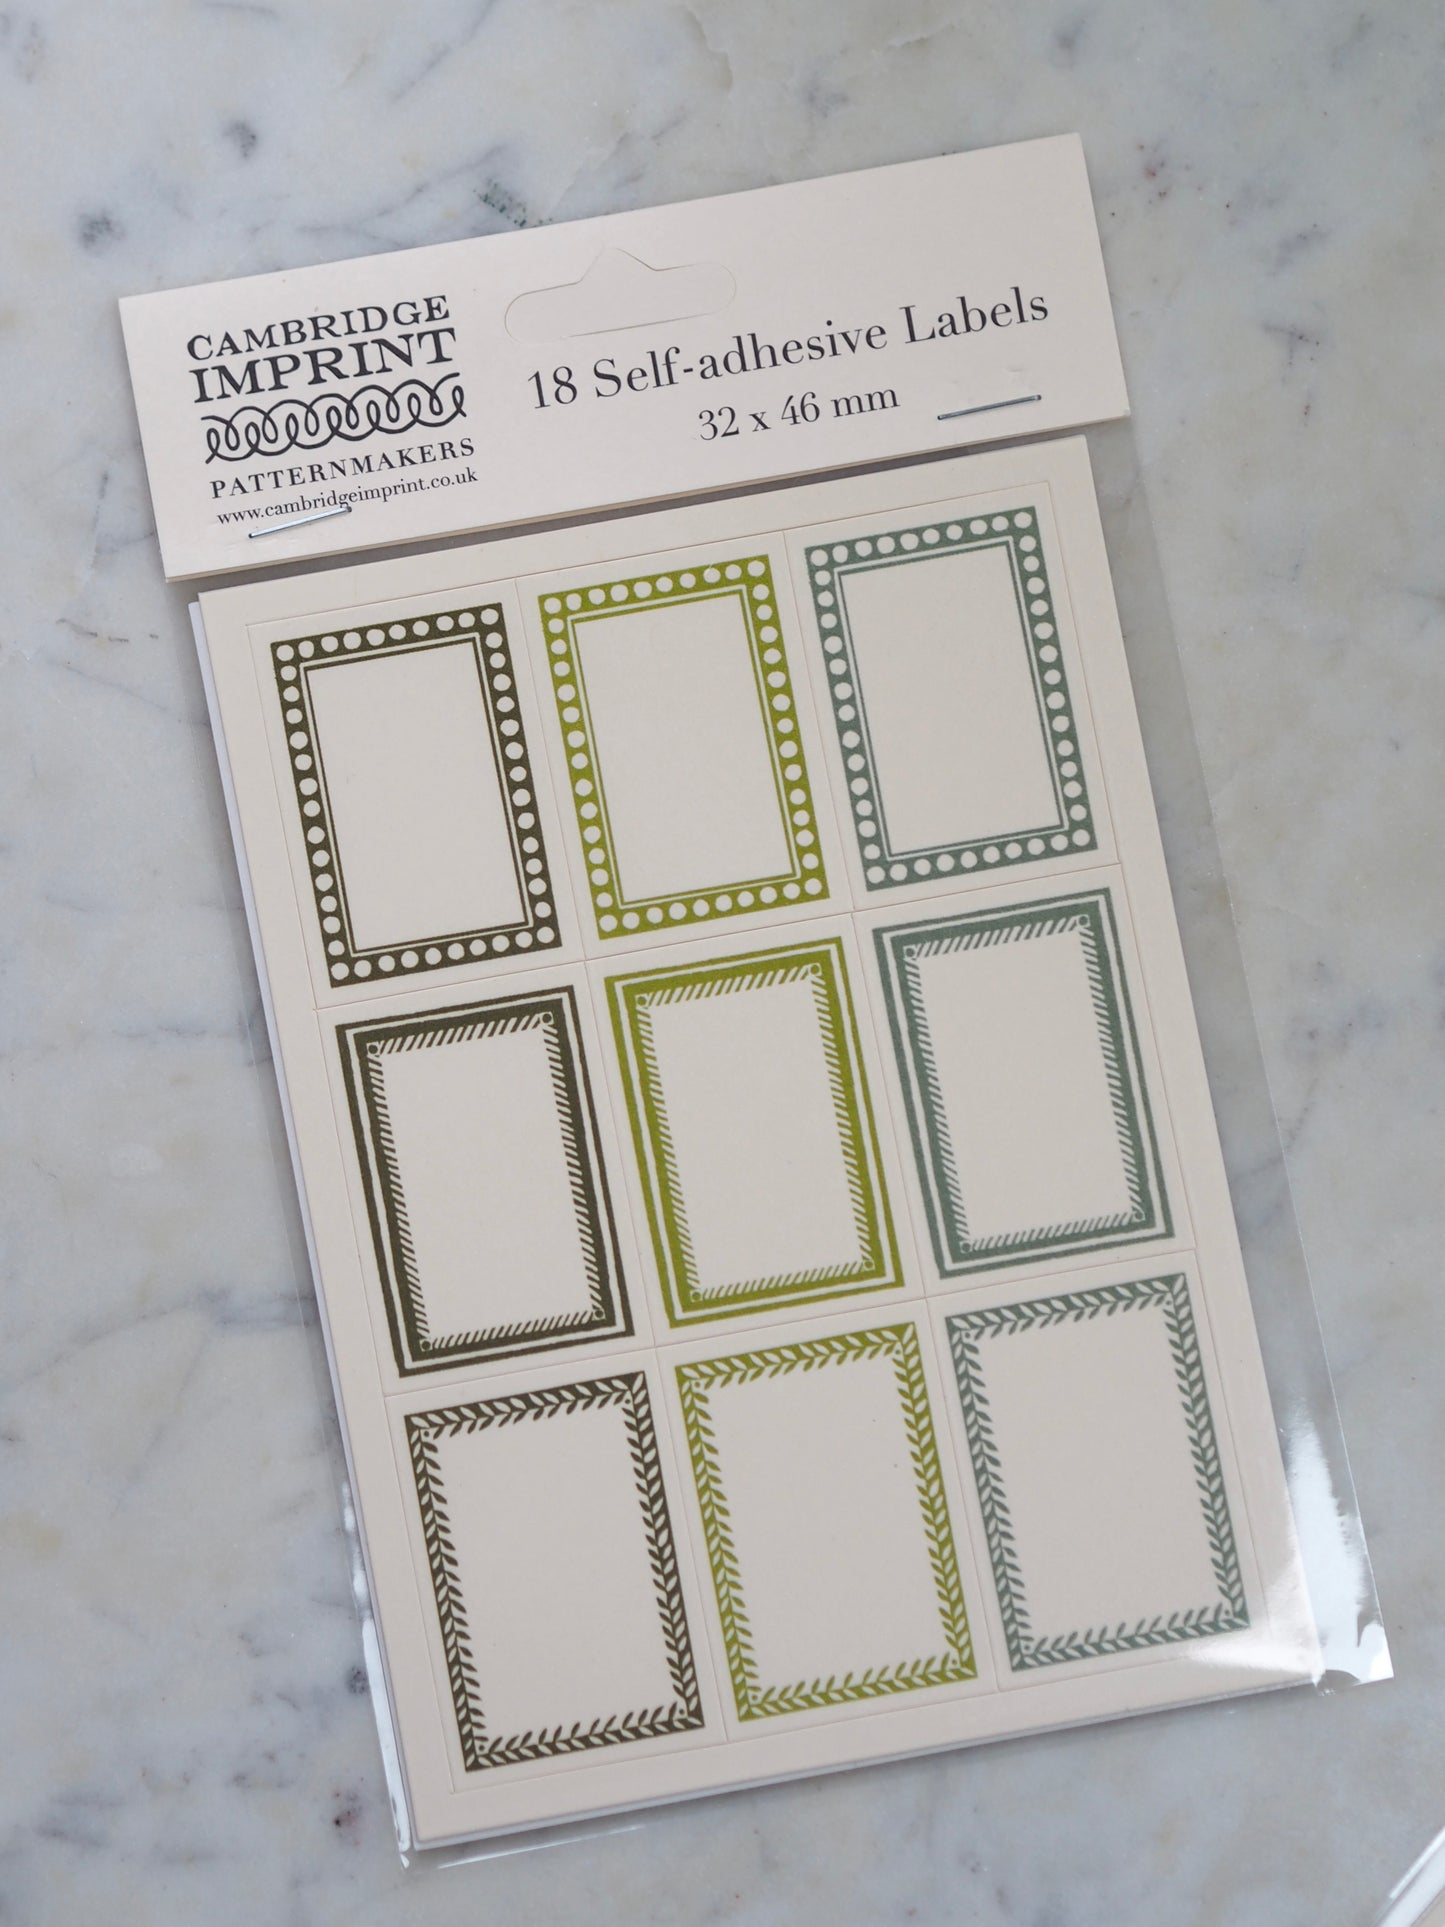 CAMBRIDGE
IMPRINT
PATTERNMAKERS
www.cambridgeimprint.co.uk
18 Self-adhesive Labels
32 x 46 mm